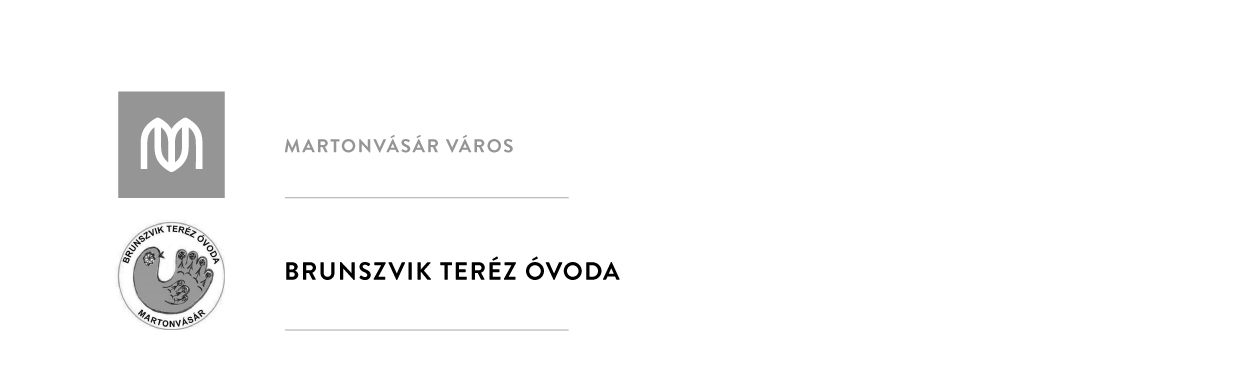 MARTONVÁSÁR VÁROS
BRUNSZVIK TERÉZ ÓVODA
MARTONVÁSÁR
BRUNSZVIK TERÉZ ÓVODA